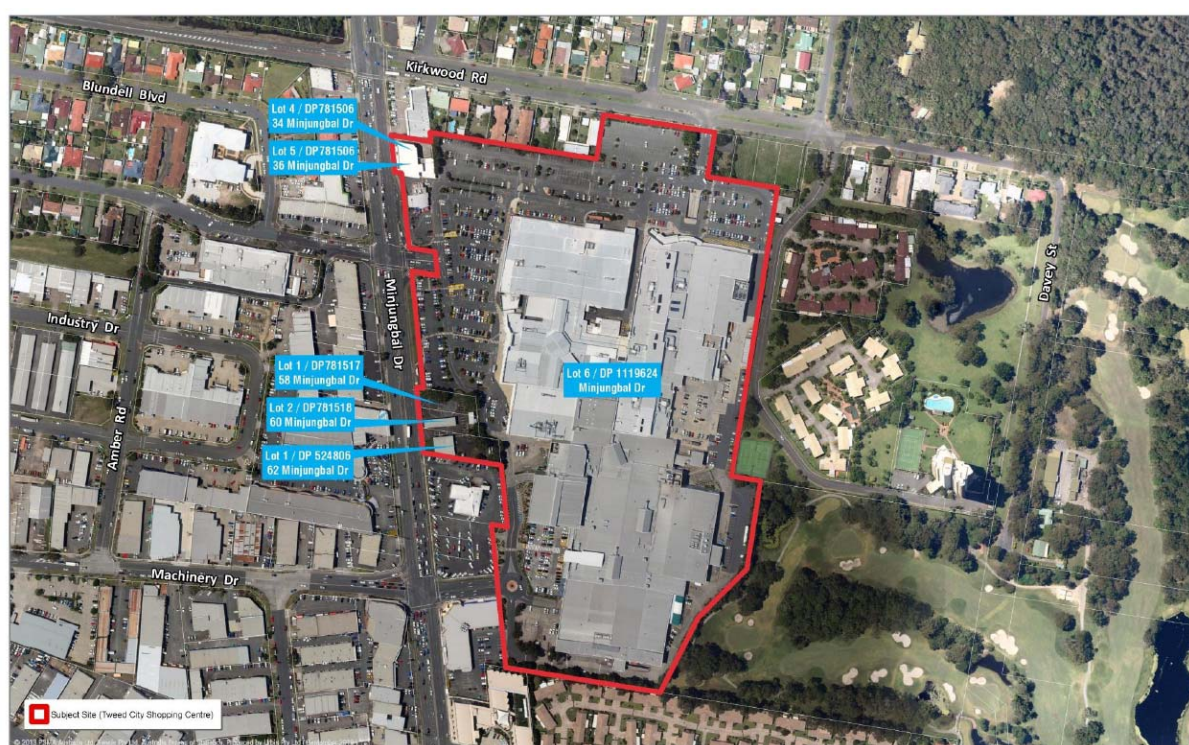 Kirkwood Rd
Blundell Blvd
Lot 4 / DP781506
34 Minjungbal Dr
Lot 5 / DP781506
36 Minjungbal Dr
Davey St
Minjungbal Dr
Industry Dr
Lot 1 / DP781517
58 Minjungbal Dr
Lot 6 / DP 1119624
Minjungbal Dr
Lot 2 / DP781518
60 Minjungbal Dr
Amber Rd
Lot 1 / DP 524806
62 Minjungbal Dr
Machinery Dr
Subject Site (Tweed City Shopping Centre)